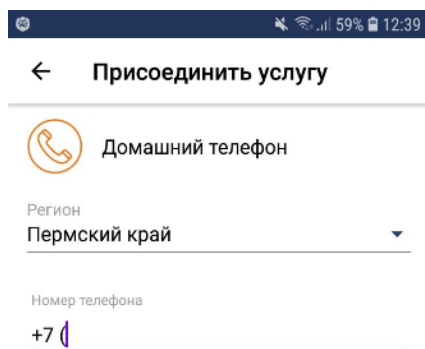 59% 12:39
Присоединить услугу
Домашний телефон
Регион
Пермский край
Номер телефона
+7 (